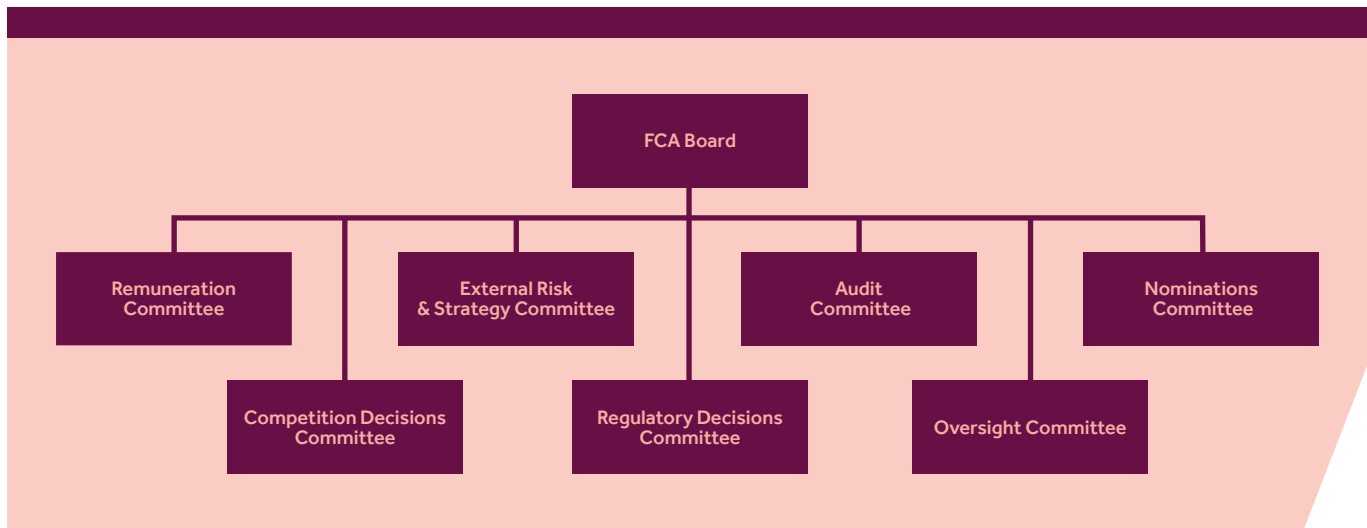 FCA Board
Remuneration
Committee
External Risk
& Strategy Committee
Audit
Committee
Nominations
Committee
Competition Decisions
Committee
Regulatory Decisions
Committee
Oversight Committee